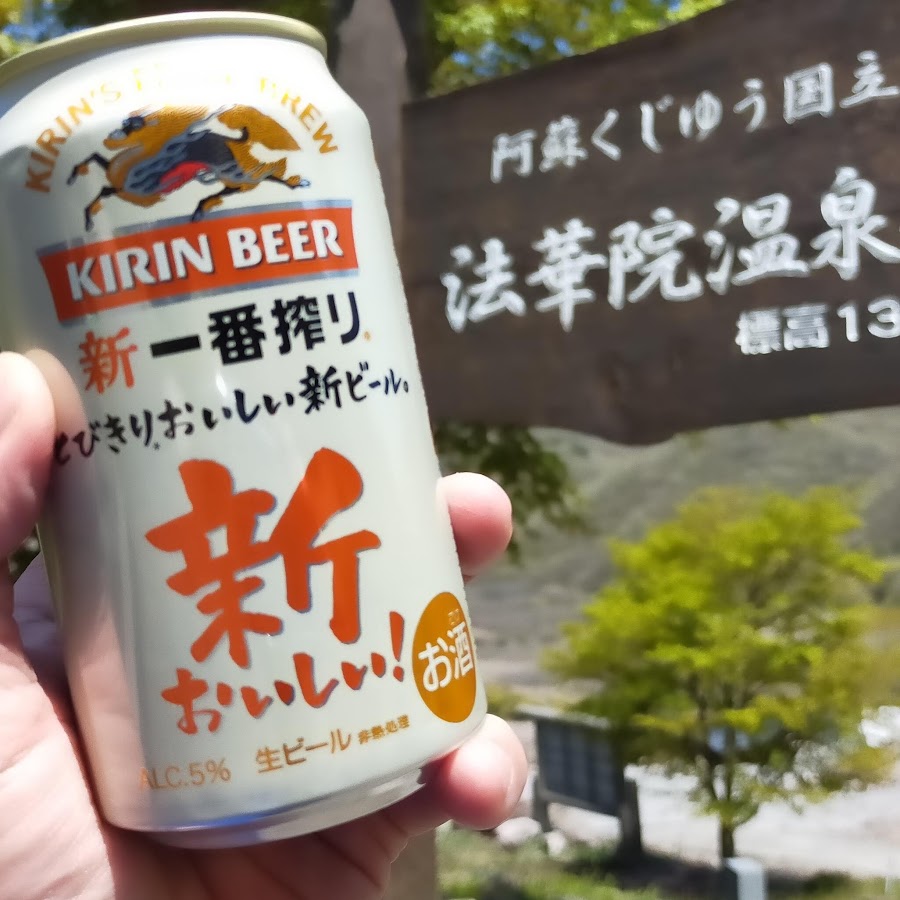 KIRIN'S BREW
KIRIN BEER
新 一番搾り
とびきりおいしい新ビール。
新
おいしい!
お酒
ALC.5% 生ビール 非熱処理
阿蘇くじゅう国立
法華院温泉
標高13